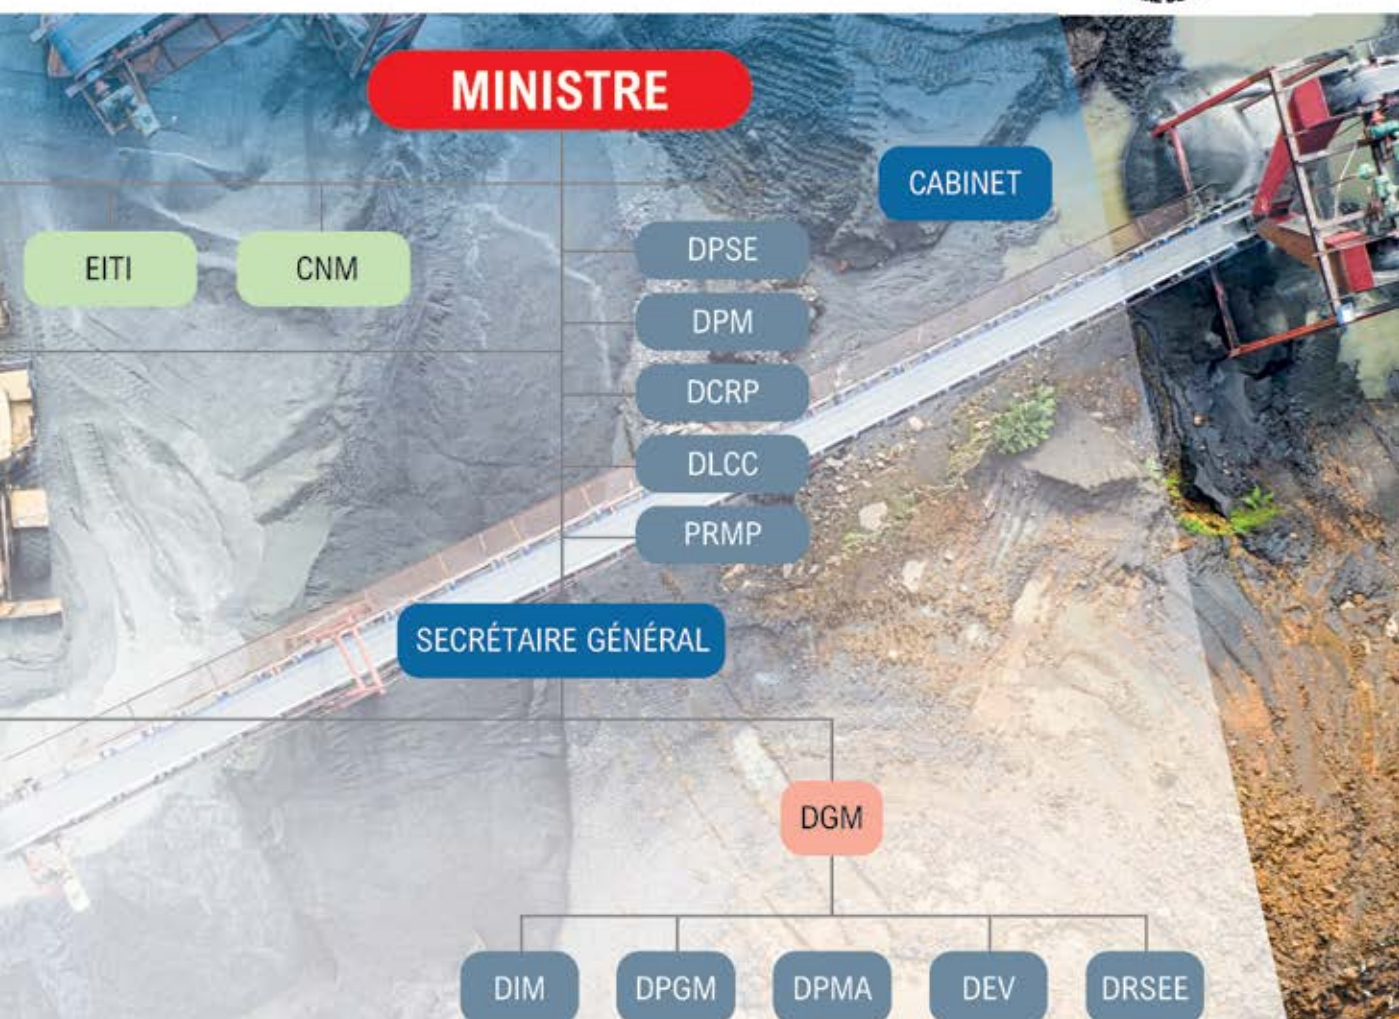 MINISTRE
CABINET
EITI
CNM
DPSE
DPM
DCRP
DLCC
PRMP
SECRÉTAIRE GÉNÉRAL
DGM
DIM
DPGM
DPMA
DEV
DRSEE